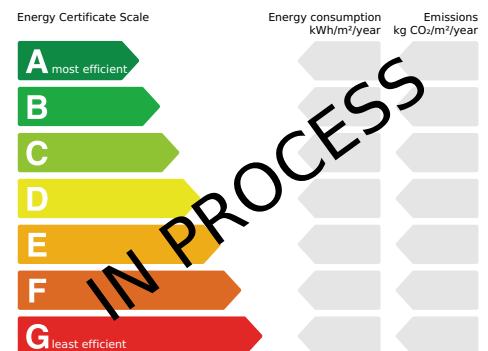 Energy Certificate Scale
Energy consumption
kWh/m²/year
Emissions
kg CO₂/m²/year
A most efficient
B
C
D
E
F
G least efficient
IN PROCESS